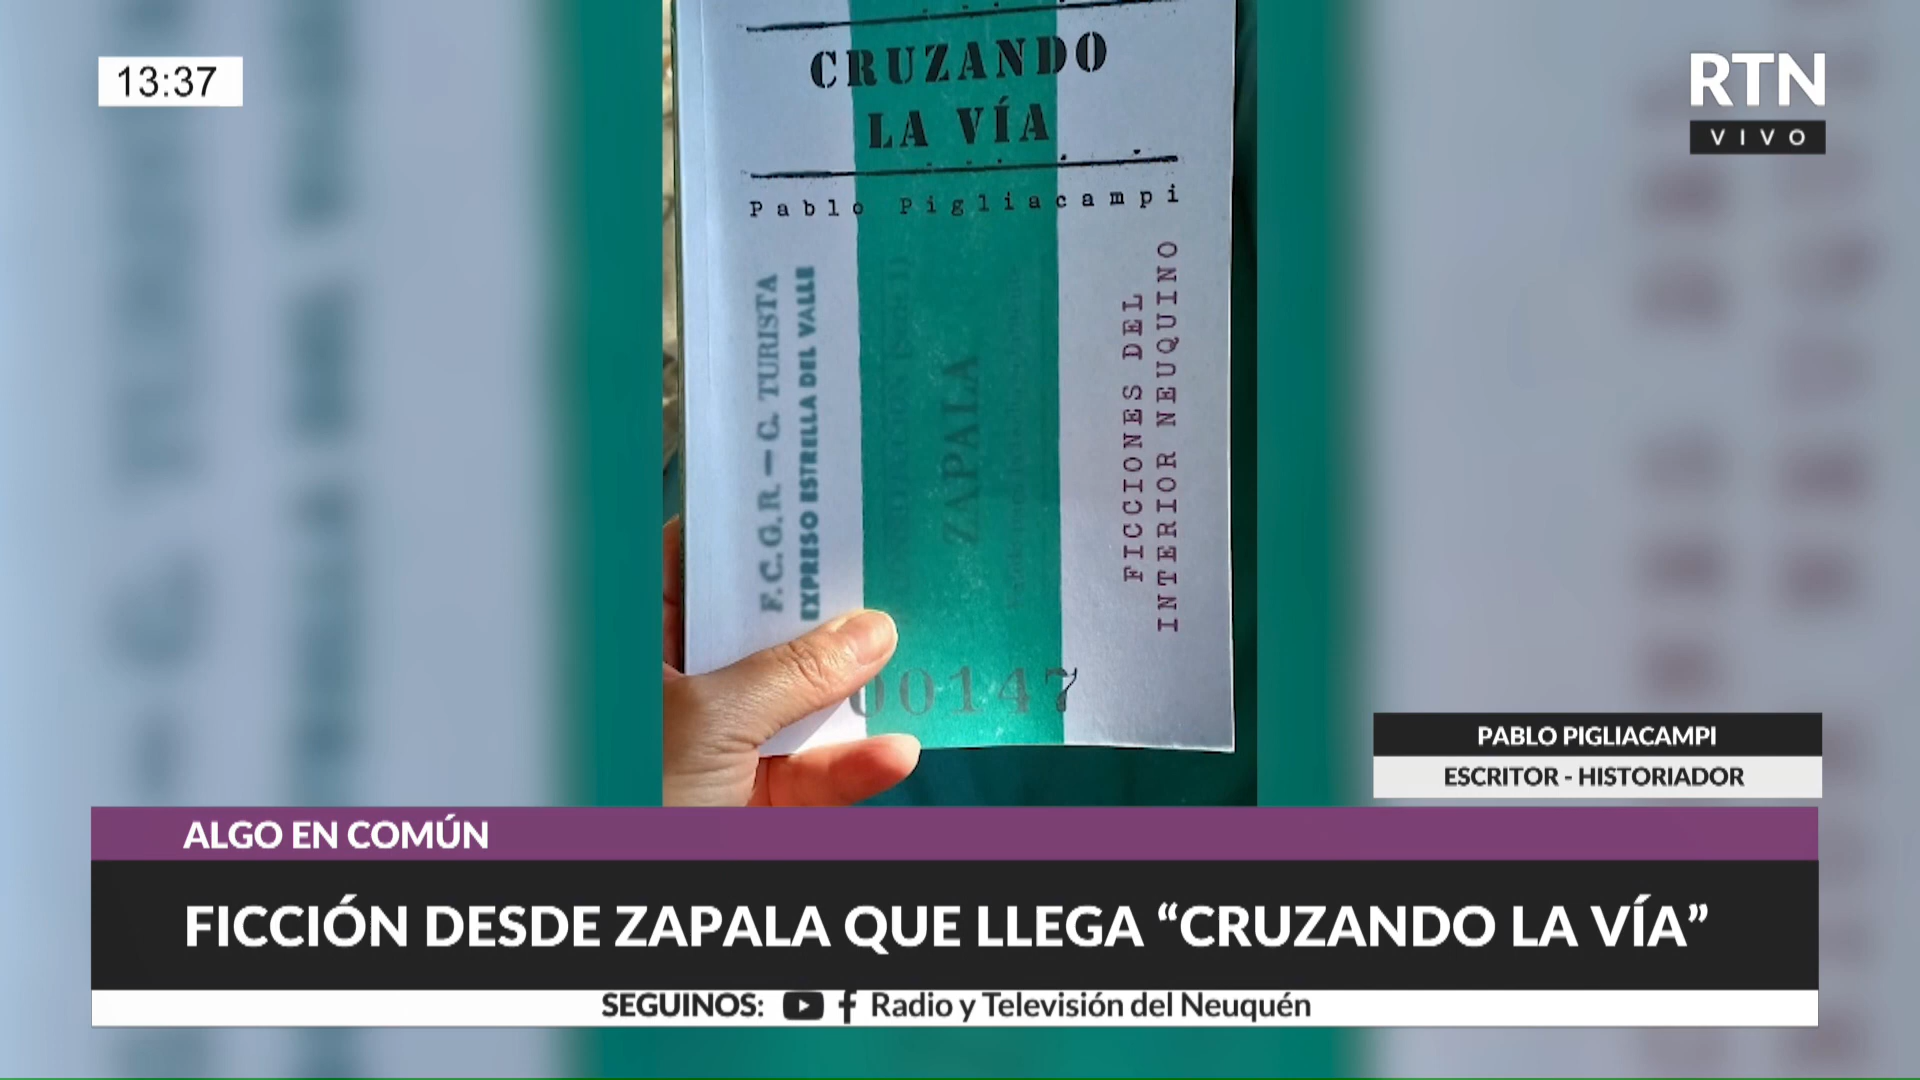 13:37
RTN
VIVO
CRUZANDO
LA VÍA
Pablo Pigliacampi
F.C.G.R. — C. TURISTA
EXPRESO ESTRELLA DEL VALLE
ZAPALA
FICCIONES DEL
INTERIOR NEUQUINO
00147
PABLO PIGLIACAMPI
ESCRITOR - HISTORIADOR
ALGO EN COMÚN
FICCIÓN DESDE ZAPALA QUE LLEGA “CRUZANDO LA VÍA”
SEGUINOS: Radio y Televisión del Neuquén